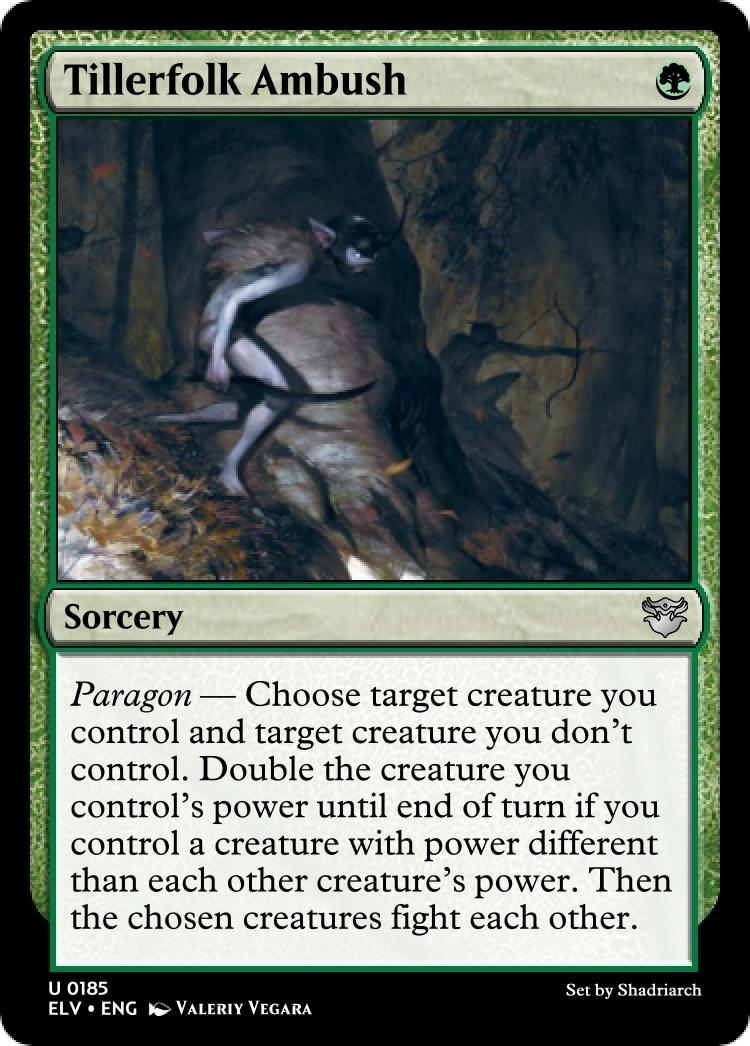 Tillerfolk Ambush
Sorcery
Paragon — Choose target creature you
control and target creature you don't
control. Double the creature you
control's power until end of turn if you
control a creature with power different
than each other creature's power. Then
the chosen creatures fight each other.
U 0185
Set by Shadriarch
ELV • ENG Valeriy Vegara